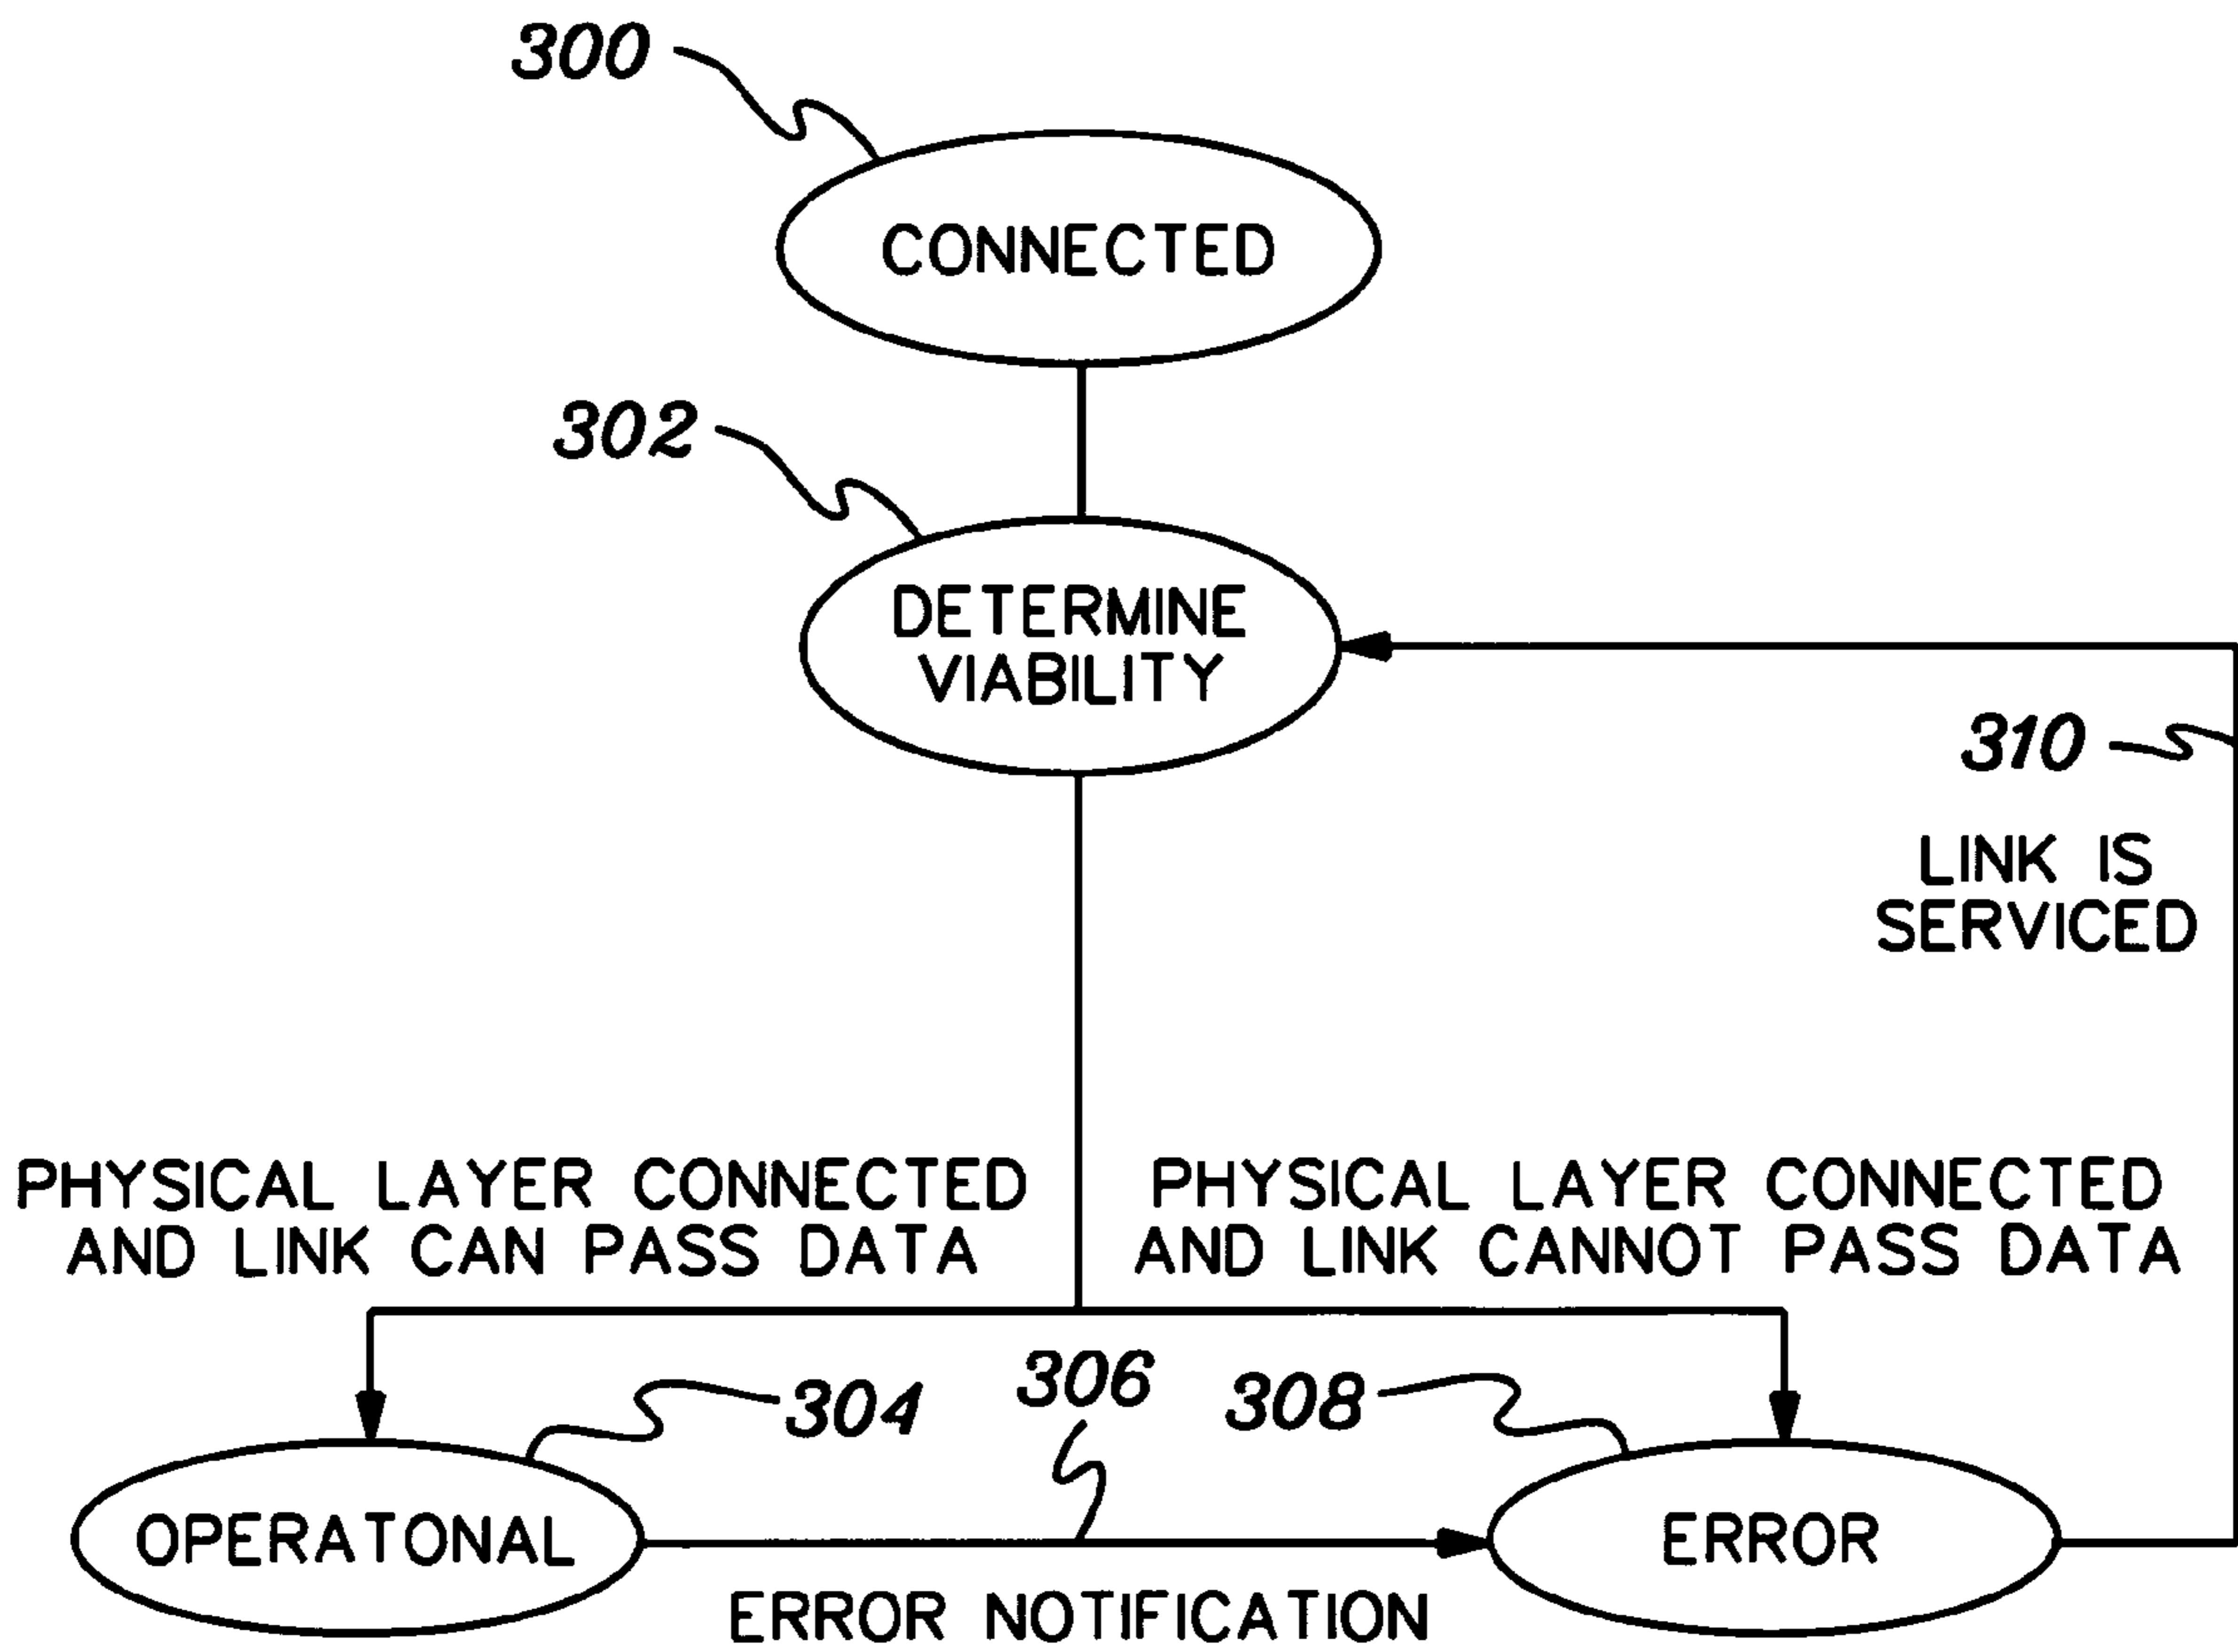 300
CONNECTED
302
DETERMINE
VIABILITY
310
LINK IS
SERVICED
PHYSICAL LAYER CONNECTED
AND LINK CAN PASS DATA
PHYSICAL LAYER CONNECTED
AND LINK CANNOT PASS DATA
304
306
308
OPERATONAL
ERROR
ERROR NOTIFICATION